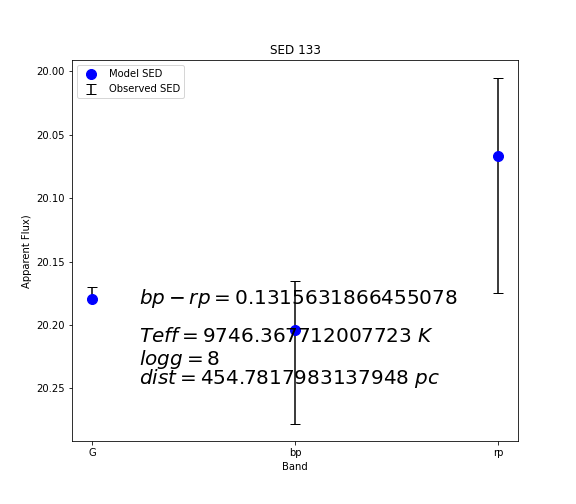 SED 133
Model SED
Observed SED
20.00
20.05
20.10
20.15
20.20
20.25
Apparent Flux)
bp − rp = 0.1315631866455078
Teff = 9746.367712007723 K
logg = 8
dist = 454.7817983137948 pc
G
bp
rp
Band